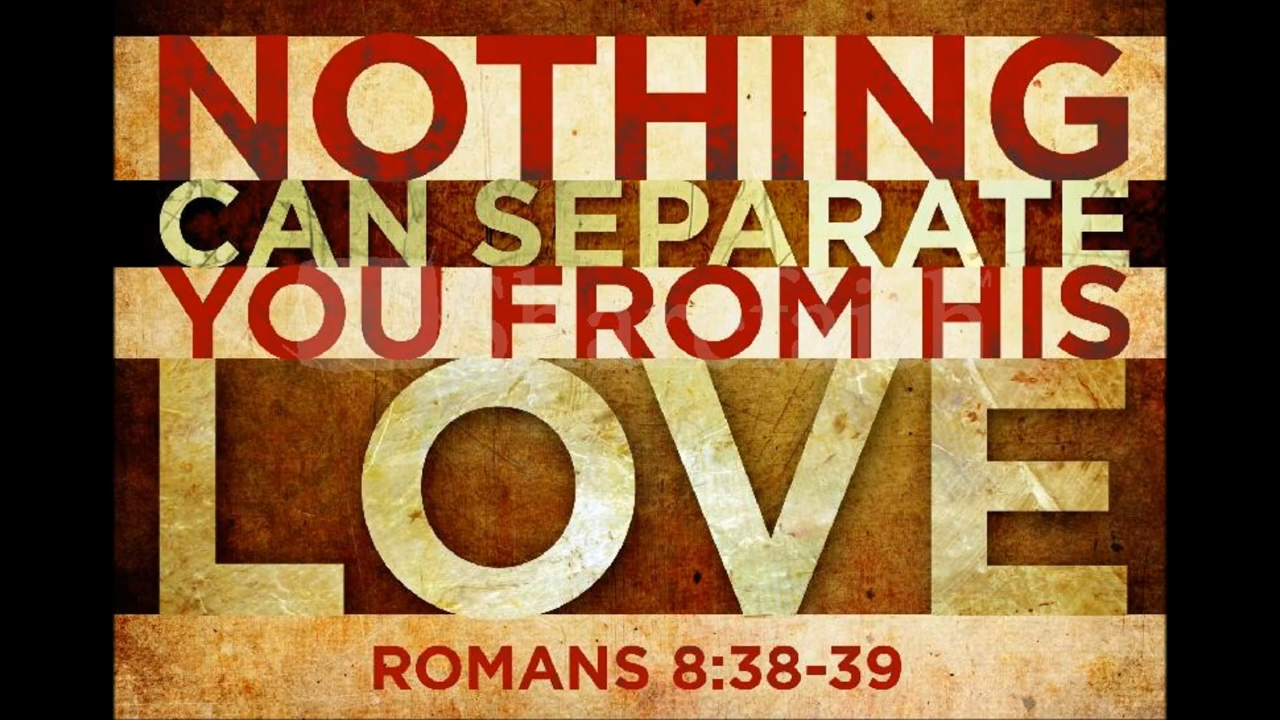 NOTHING
CAN SEPARATE
YOU FROM HIS
LOVE
ROMANS 8:38-39